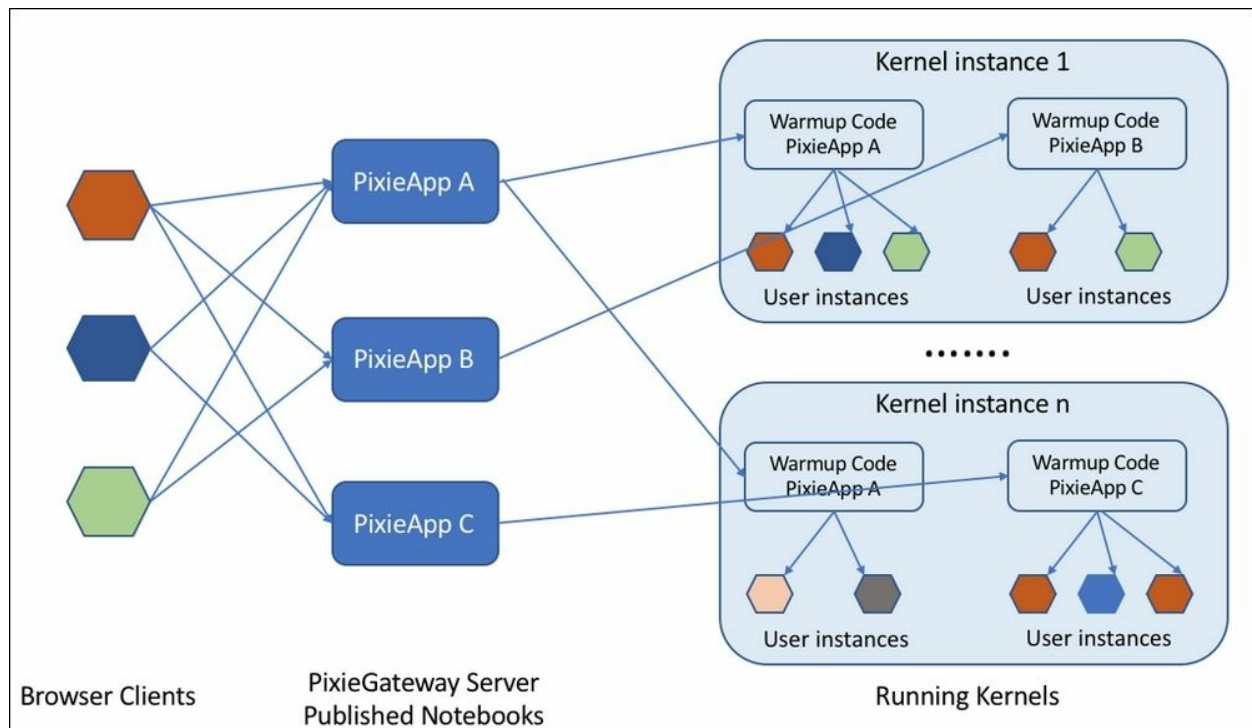 Kernel instance 1
Warmup Code
PixieApp A
Warmup Code
PixieApp B
User instances
User instances
PixieApp A
PixieApp B
PixieApp C
.......
Kernel instance n
Warmup Code
PixieApp A
Warmup Code
PixieApp C
User instances
User instances
Browser Clients
PixieGateway Server
Published Notebooks
Running Kernels